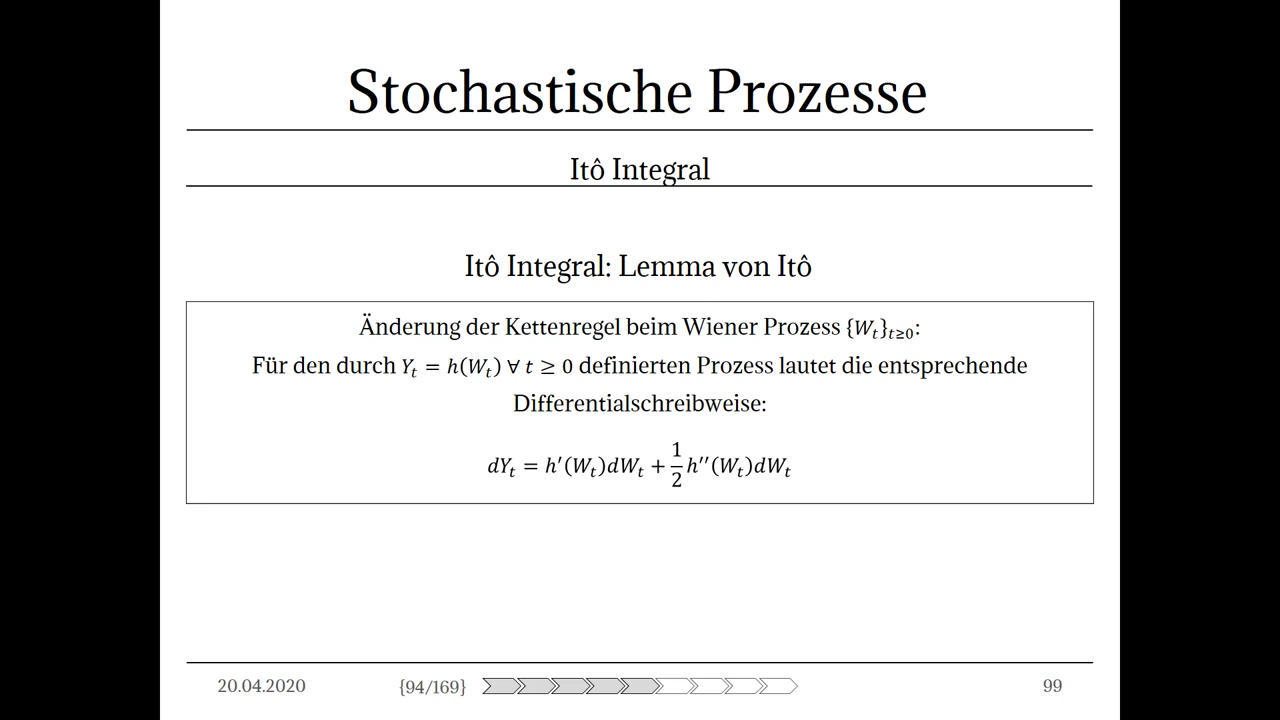 Stochastische Prozesse
Itô Integral
Itô Integral: Lemma von Itô
Änderung der Kettenregel beim Wiener Prozess {W_t}_{t≥0}:
Für den durch Y_t = h(W_t) ∀ t ≥ 0 definierten Prozess lautet die entsprechende
Differentialschreibweise:
dY_t = h′(W_t)dW_t + \frac{1}{2} h′′(W_t)dW_t
20.04.2020 {94/169} 99